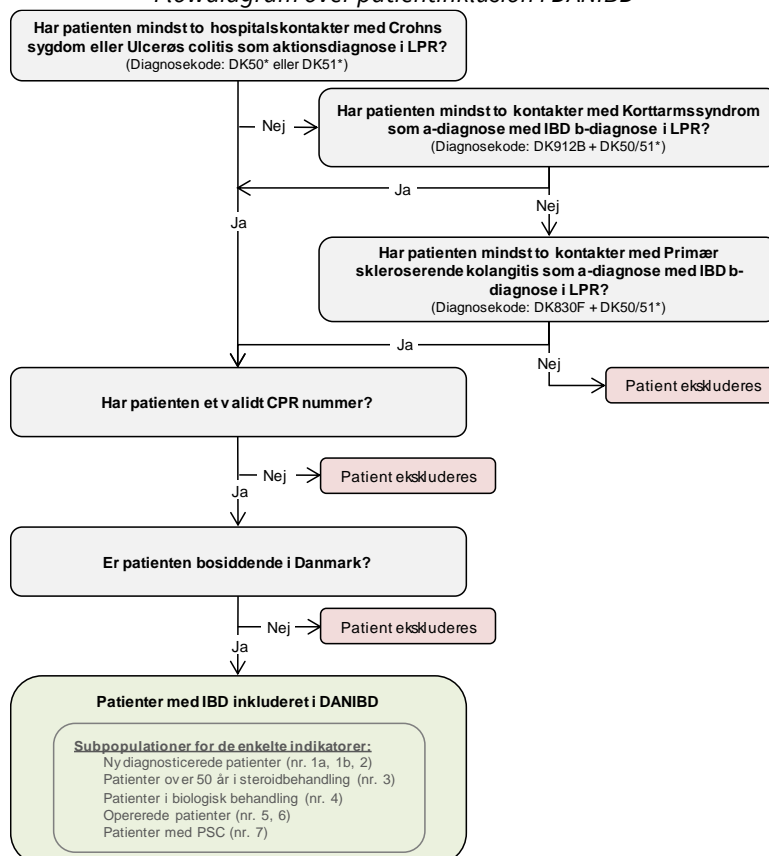 Flowdiagram over patientinklusion i DANIBD
Har patienten mindst to hospitalskontakter med Crohns
sygdom eller Ulcerøs colitis som aktionsdiagnose i LPR?
(Diagnosekode: DK50* eller DK51*)
Nej
Har patienten mindst to kontakter med Korttarmssyndrom
som a-diagnose med IBD b-diagnose i LPR?
(Diagnosekode: DK912B + DK50/51*)
Ja
Ja
Nej
Har patienten mindst to kontakter med Primær
skleroserende kolangitis som a-diagnose med IBD b-
diagnose i LPR?
(Diagnosekode: DK830F + DK50/51*)
Ja
Nej
Patient ekskluderes
Har patienten et validt CPR nummer?
Nej
Patient ekskluderes
Ja
Er patienten bosiddende i Danmark?
Nej
Patient ekskluderes
Ja
Patienter med IBD inkluderet i DANIBD
Subpopulationer for de enkelte indikatorer:
Nydiagnosticerede patienter (nr. 1a, 1b, 2)
Patienter over 50 år i steroidbehandling (nr. 3)
Patienter i biologisk behandling (nr. 4)
Opererede patienter (nr. 5, 6)
Patienter med PSC (nr. 7)